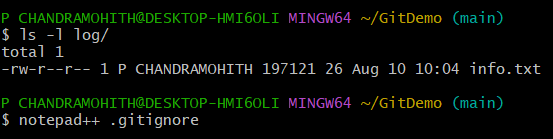 P CHANDRAMOHITH@DESKTOP-HMI6OLI MINGW64 ~/GitDemo (main)
$ ls -l log/
total 1
-rw-r--r-- 1 P CHANDRAMOHITH 197121 26 Aug 10 10:04 info.txt
P CHANDRAMOHITH@DESKTOP-HMI6OLI MINGW64 ~/GitDemo (main)
$ notepad++ .gitignore